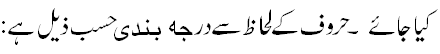 کیا جائے ۔ حروف کے لحاظ سے درجہ بندی حسب ذیل ہے: